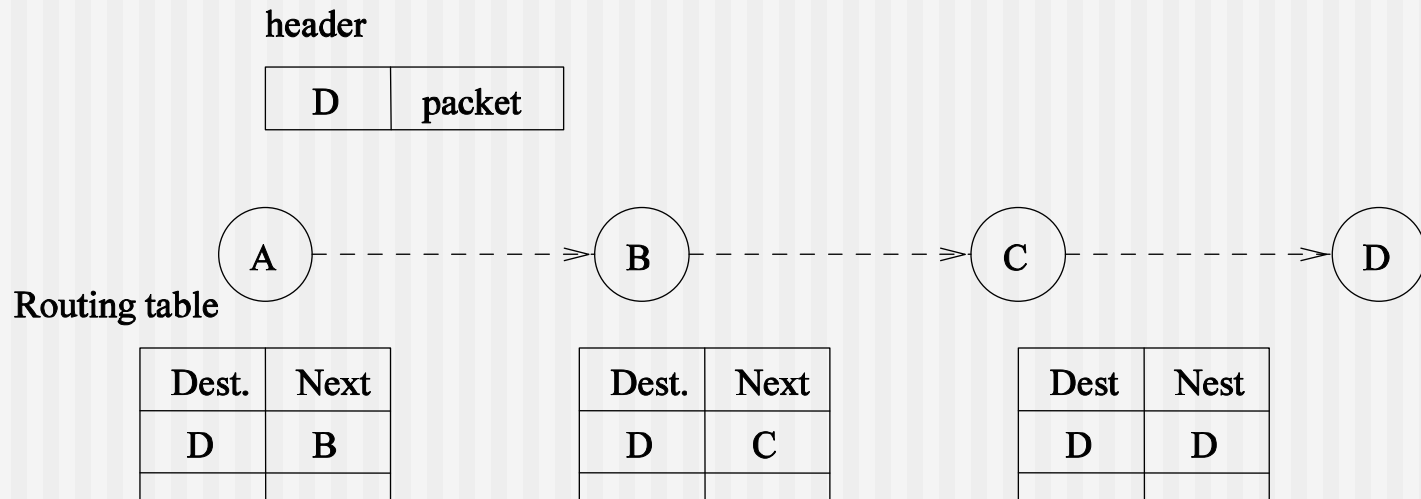 header
D packet
A B C D
Routing table
Dest. Next Dest. Next Dest Nest
D B D C D D